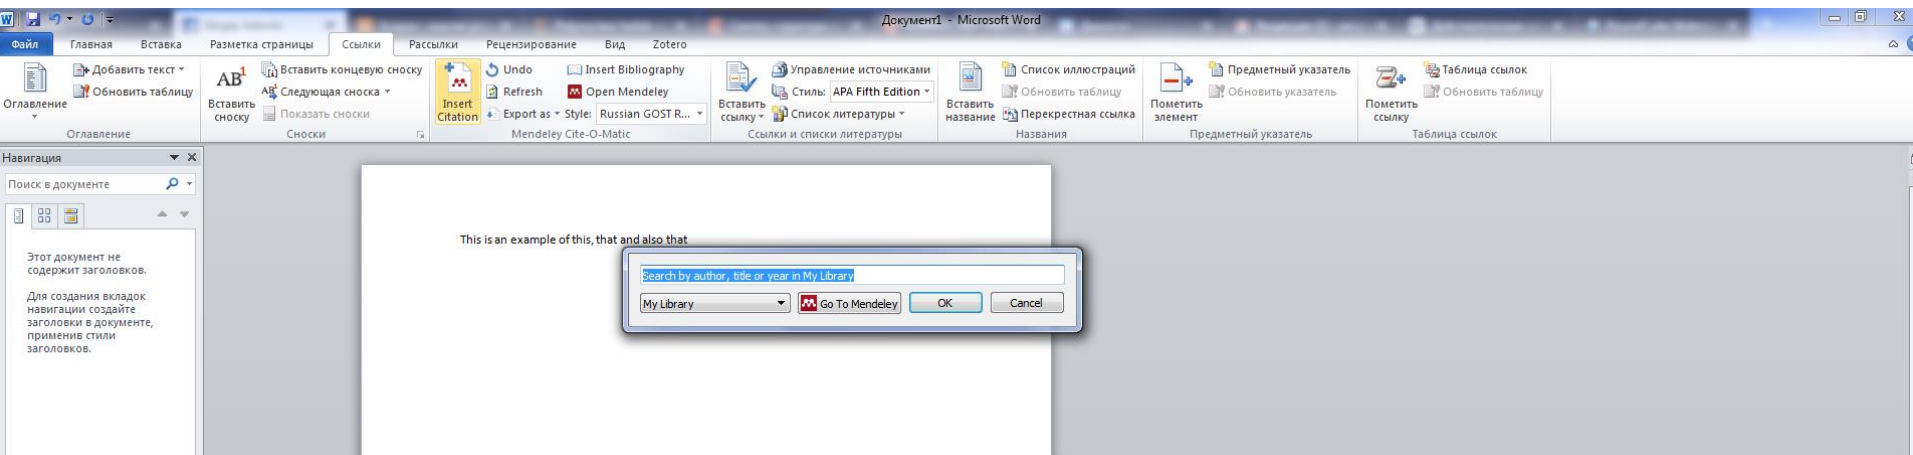 Документ1 - Microsoft Word
Файл Главная Вставка Разметка страницы Ссылки Рассылки Рецензирование Вид Zotero
Оглавление
Добавить текст
Обновить таблицу
Оглавление
AB1
Вставить сноску
Вставить концевую сноску
Следующая сноска
Показать сноски
Сноски
Insert Citation
Undo
Refresh
Export as
Insert Bibliography
Open Mendeley
Style: Russian GOST R...
Mendeley Cite-O-Matic
Вставить ссылку
Управление источниками
Стиль: APA Fifth Edition
Список литературы
Ссылки и списки литературы
Вставить название
Список иллюстраций
Обновить таблицу
Перекрестная ссылка
Названия
Пометить элемент
Предметный указатель
Обновить указатель
Предметный указатель
Пометить ссылку
Таблица ссылок
Обновить таблицу
Таблица ссылок
Навигация
Поиск в документе
Этот документ не
содержит заголовков.
Для создания вкладок
навигации создайте
заголовки в документе,
применив стили
заголовков.
This is an example of this, that and also that
Search by author, title or year in My Library
My Library Go To Mendeley OK Cancel